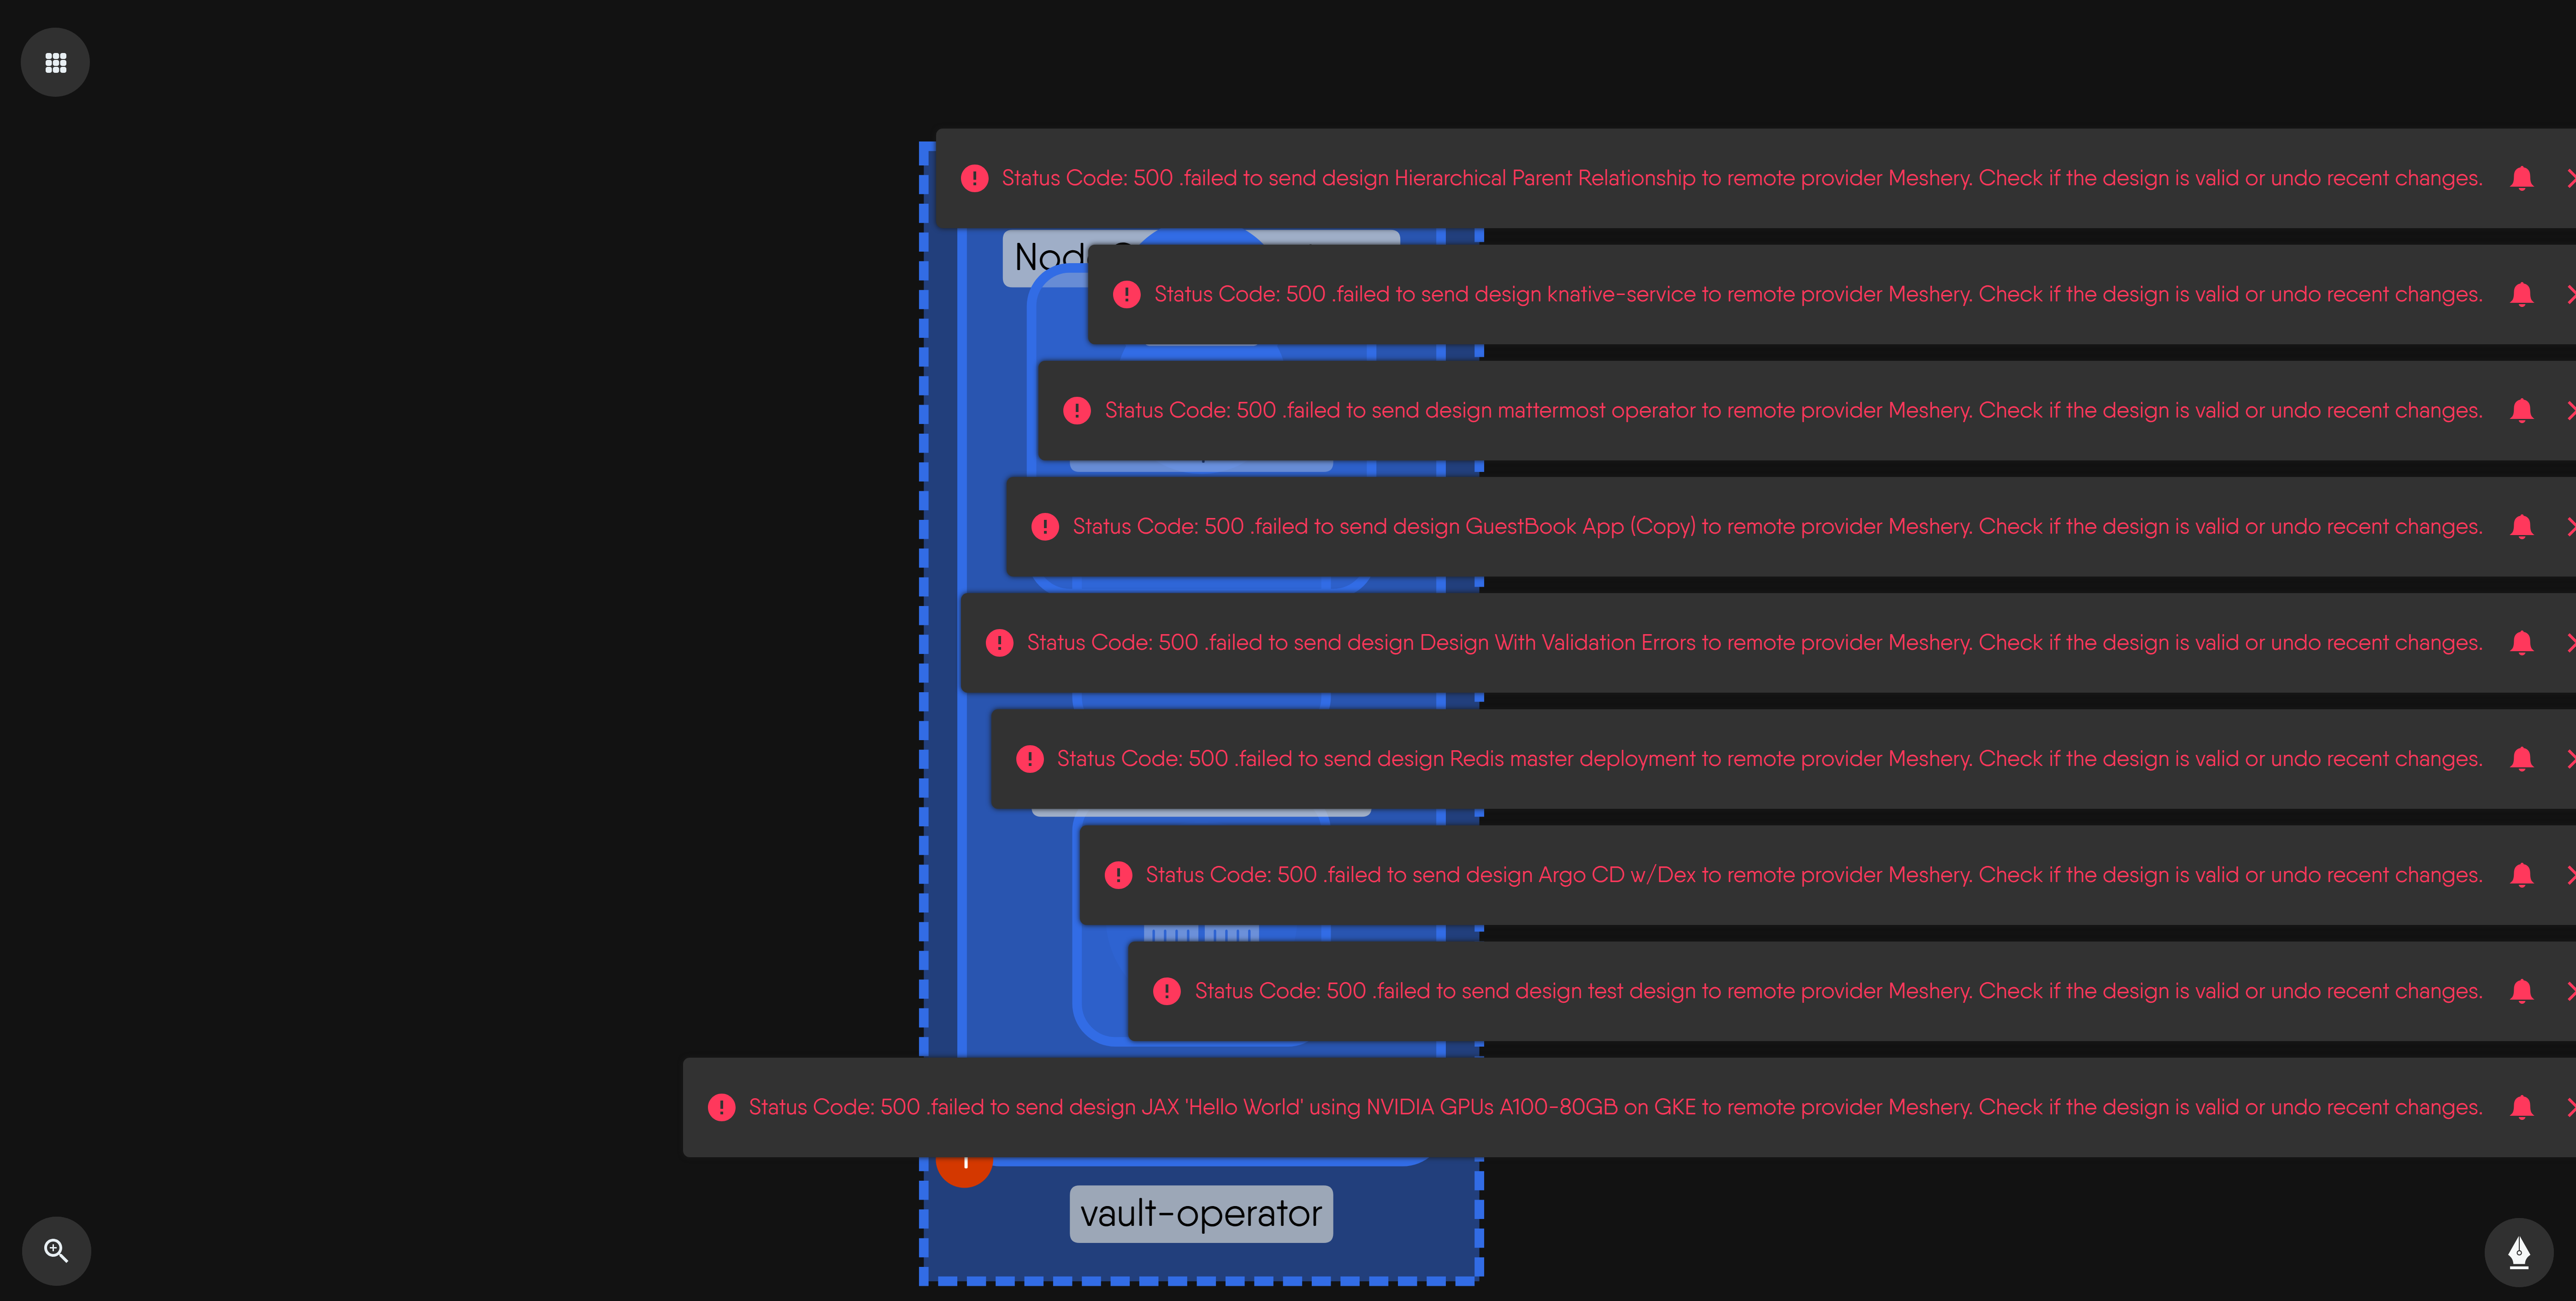 Status Code: 500 .failed to send design Hierarchical Parent Relationship to remote provider Meshery. Check if the design is valid or undo recent changes.
Status Code: 500 .failed to send design knative-service to remote provider Meshery. Check if the design is valid or undo recent changes.
Status Code: 500 .failed to send design mattermost operator to remote provider Meshery. Check if the design is valid or undo recent changes.
Status Code: 500 .failed to send design GuestBook App (Copy) to remote provider Meshery. Check if the design is valid or undo recent changes.
Status Code: 500 .failed to send design Design With Validation Errors to remote provider Meshery. Check if the design is valid or undo recent changes.
Status Code: 500 .failed to send design Redis master deployment to remote provider Meshery. Check if the design is valid or undo recent changes.
Status Code: 500 .failed to send design Argo CD w/Dex to remote provider Meshery. Check if the design is valid or undo recent changes.
Status Code: 500 .failed to send design test design to remote provider Meshery. Check if the design is valid or undo recent changes.
Status Code: 500 .failed to send design JAX 'Hello World' using NVIDIA GPUs A100-80GB on GKE to remote provider Meshery. Check if the design is valid or undo recent changes.
vault-operator